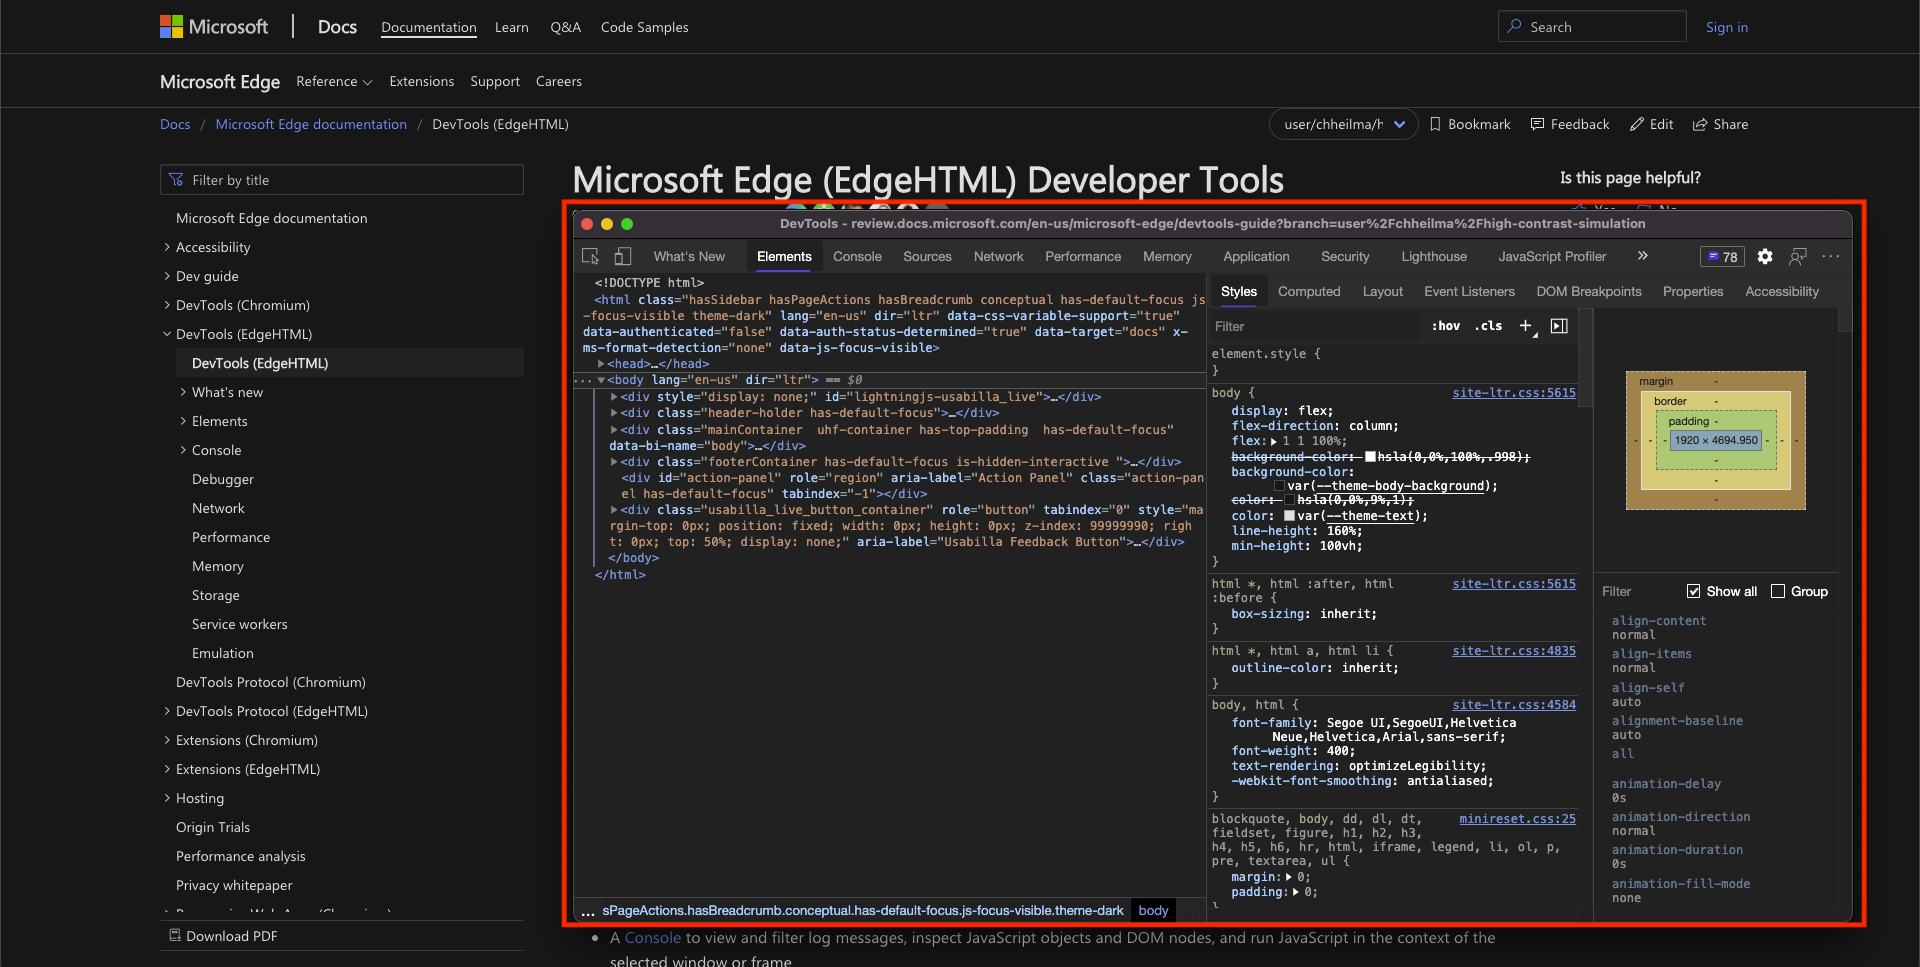 Microsoft Docs Documentation Learn Q&A Code Samples Search Sign in
Microsoft Edge Reference Extensions Support Careers
Docs / Microsoft Edge documentation / DevTools (EdgeHTML)
user/chheilma/h Bookmark Feedback Edit Share
Filter by title
Microsoft Edge documentation
Accessibility
Dev guide
DevTools (Chromium)
DevTools (EdgeHTML)
DevTools (EdgeHTML)
What's new
Elements
Console
Debugger
Network
Performance
Memory
Storage
Service workers
Emulation
DevTools Protocol (Chromium)
DevTools Protocol (EdgeHTML)
Extensions (Chromium)
Extensions (EdgeHTML)
Hosting
Origin Trials
Performance analysis
Privacy whitepaper
Download PDF
Microsoft Edge (EdgeHTML) Developer Tools
Is this page helpful?
DevTools - review.docs.microsoft.com/en-us/microsoft-edge/devtools-guide?branch=user%2Fchheilma%2Fhigh-contrast-simulation
What's New Elements Console Sources Network Performance Memory Application Security Lighthouse JavaScript Profiler » 78 ...
<!DOCTYPE html>
<html class="hasSidebar hasPageActions hasBreadcrumb conceptual has-default-focus js
-focus-visible theme-dark" lang="en-us" dir="ltr" data-css-variable-support="true"
data-authenticated="false" data-auth-status-determined="true" data-target="docs" x-
ms-format-detection="none" data-js-focus-visible>
<head>…</head>
...<body lang="en-us" dir="ltr"> == $0
<div style="display: none;" id="lightningjs-usabilla_live">…</div>
<div class="header-holder has-default-focus">…</div>
<div class="mainContainer  uhf-container has-top-padding  has-default-focus"
data-bi-name="body">…</div>
<div class="footerContainer has-default-focus is-hidden-interactive ">…</div>
<div id="action-panel" role="region" aria-label="Action Panel" class="action-pan
el has-default-focus" tabindex="-1"></div>
<div class="usabilla_live_button_container" role="button" tabindex="0" style="ma
rgin-top: 0px; position: fixed; width: 0px; height: 0px; z-index: 99999990; righ
t: 0px; top: 50%; display: none;" aria-label="Usabilla Feedback Button">…</div>
</body>
</html>
... sPageActions.hasBreadcrumb.conceptual.has-default-focus.js-focus-visible.theme-dark body
Styles Computed Layout Event Listeners DOM Breakpoints Properties Accessibility
Filter :hov .cls +
element.style {
}
body { site-ltr.css:5615
display: flex;
flex-direction: column;
flex: 1 1 100%;
background-color: hsla(0,0%,100%,.998);
background-color:
var(--theme-body-background);
color: hsla(0,0%,9%,1);
color: var(--theme-text);
line-height: 160%;
min-height: 100vh;
}
html *, html :after, html site-ltr.css:5615
:before {
box-sizing: inherit;
}
html *, html a, html li { site-ltr.css:4835
outline-color: inherit;
}
body, html { site-ltr.css:4584
font-family: Segoe UI,SegoeUI,Helvetica
Neue,Helvetica,Arial,sans-serif;
font-weight: 400;
text-rendering: optimizeLegibility;
-webkit-font-smoothing: antialiased;
}
blockquote, body, dd, dl, dt, minireset.css:25
fieldset, figure, h1, h2, h3,
h4, h5, h6, hr, html, iframe, legend, li, ol, p,
pre, textarea, ul {
margin: 0;
padding: 0;
margin -
border -
padding -
- - - 1920 × 4694.950 - - -
-
-
-
Filter Show all Group
align-content
normal
align-items
normal
align-self
auto
alignment-baseline
auto
all
animation-delay
0s
animation-direction
normal
animation-duration
0s
animation-fill-mode
none
• A Console to view and filter log messages, inspect JavaScript objects and DOM nodes, and run JavaScript in the context of the
selected window or frame